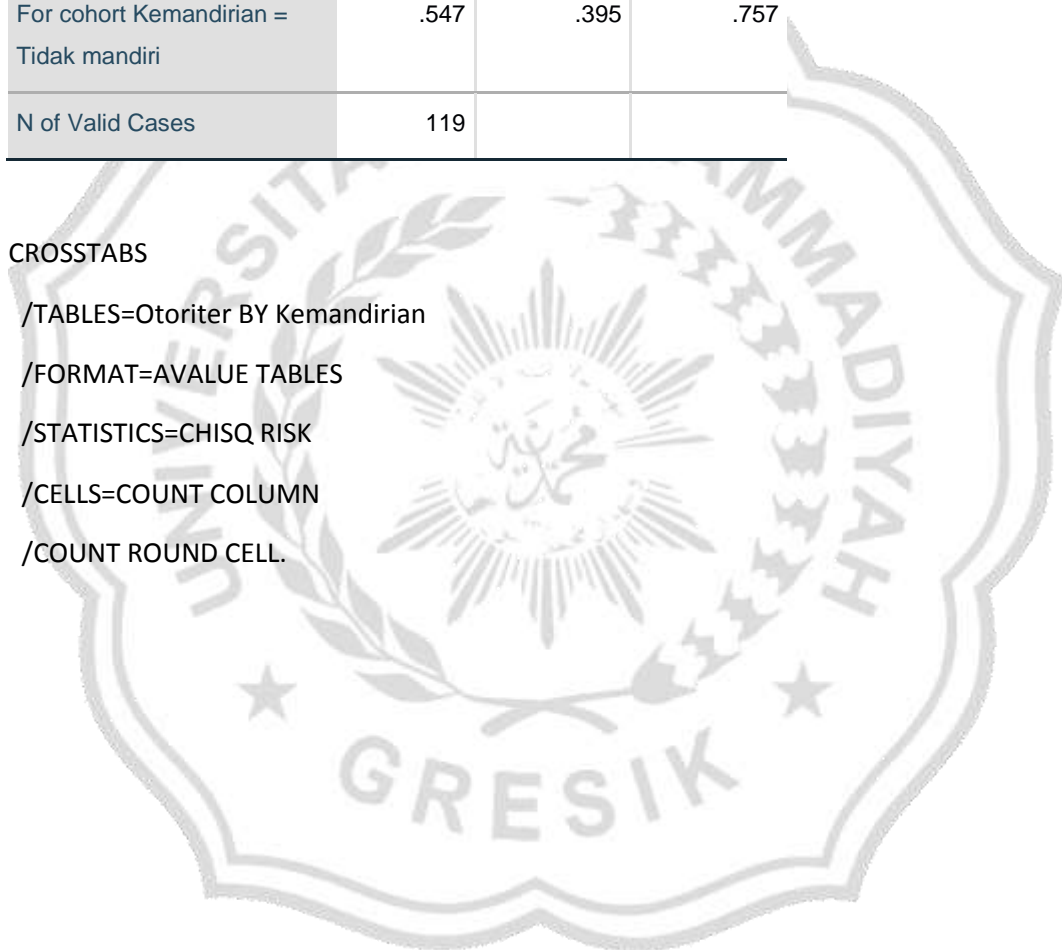 For cohort Kemandirian = .547 .395 .757
Tidak mandiri
N of Valid Cases 119
CROSSTABS
/TABLES=Otoriter BY Kemandirian
/FORMAT=AVALUE TABLES
/STATISTICS=CHISQ RISK
/CELLS=COUNT COLUMN
/COUNT ROUND CELL.
GRESIK